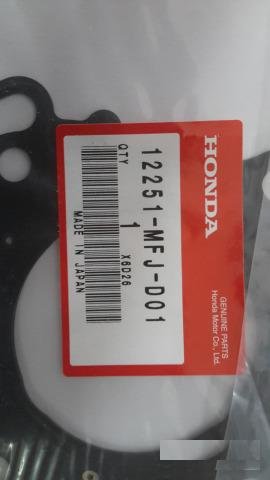 HONDA
GENUINE PARTS
Honda Motor Co., Ltd.
12251-MFJ-D01
QTY 1 X6D26
MADE IN JAPAN